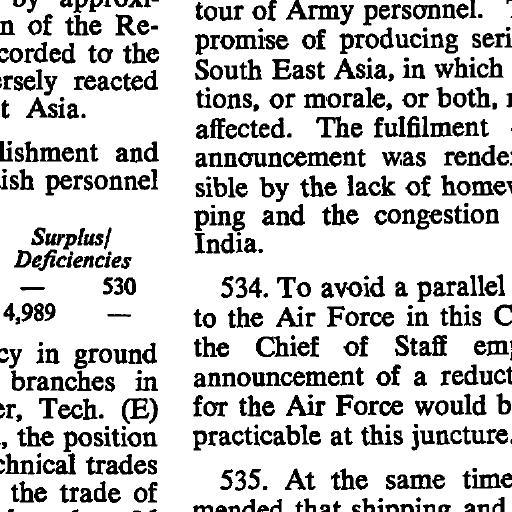 by approxi-
n of the Re-
corded to the
ersely reacted
t Asia.
lishment and
ish personnel
Surplus/
Deficiencies
— 530
4,989 —
cy in ground
branches in
er, Tech. (E)
, the position
chnical trades
the trade of
tour of Army personnel.
promise of producing seri
South East Asia, in which
tions, or morale, or both,
affected. The fulfilment
announcement was rende
sible by the lack of homew
ping and the congestion
India.
534. To avoid a parallel
to the Air Force in this C
the Chief of Staff em
announcement of a reduct
for the Air Force would b
practicable at this juncture.
535. At the same time
mended that shipping and